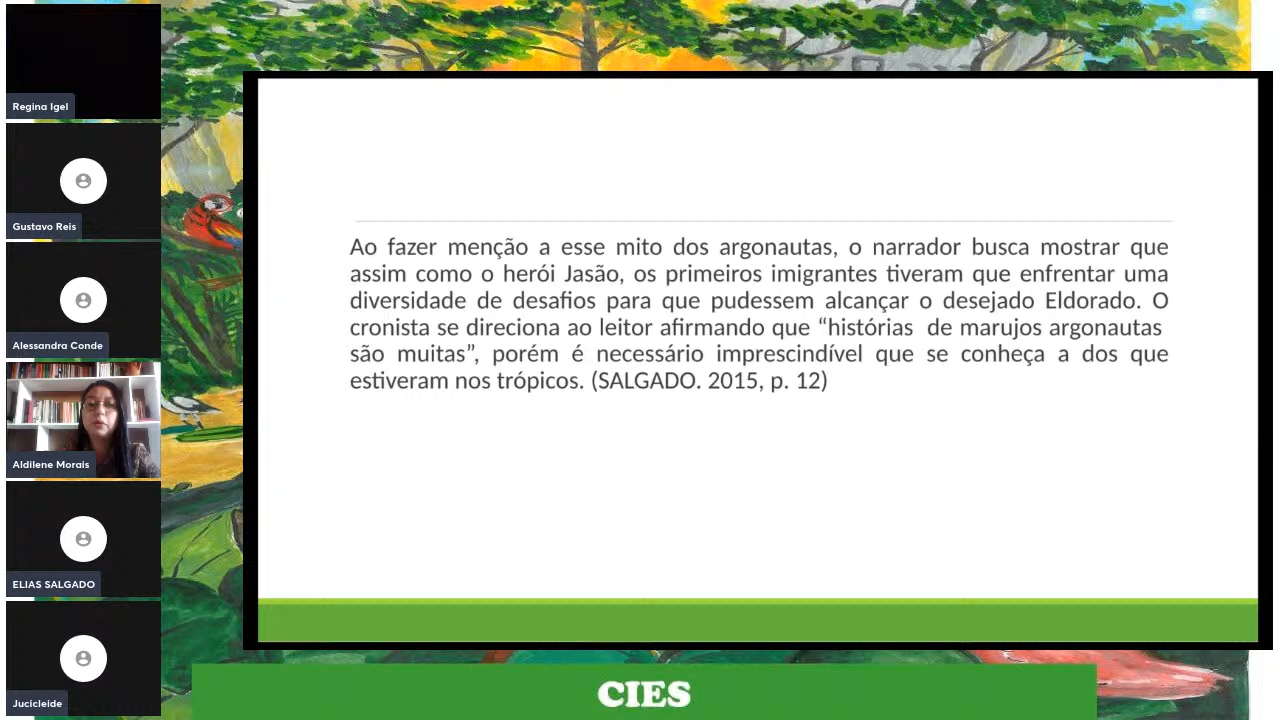 Regina Igel
Gustavo Reis
Alessandra Conde
Aldilene Morais
ELIAS SALGADO
Jucicleide
Ao fazer menção a esse mito dos argonautas, o narrador busca mostrar que
assim como o herói Jasão, os primeiros imigrantes tiveram que enfrentar uma
diversidade de desafios para que pudessem alcançar o desejado Eldorado. O
cronista se direciona ao leitor afirmando que “histórias  de marujos argonautas
são muitas”, porém é necessário imprescindível que se conheça a dos que
estiveram nos trópicos. (SALGADO. 2015, p. 12)
CIES